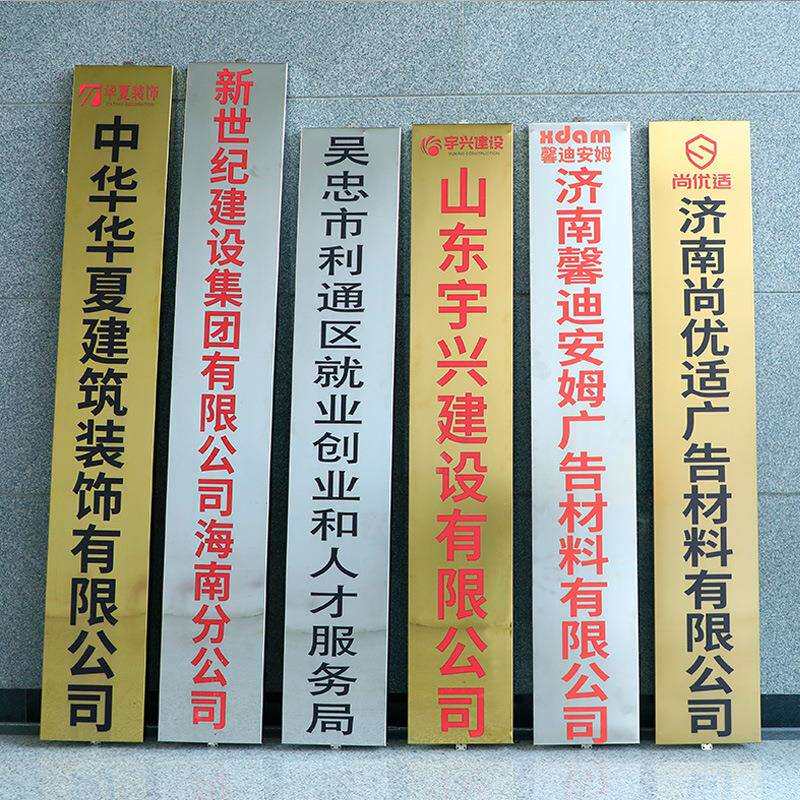 华夏装饰
中华华夏建筑装饰有限公司
新世纪建设集团有限公司海南分公司
吴忠市利通区就业创业和人才服务局
宇兴建设
YUXING CONSTRUCTION
山东宇兴建设有限公司
xdam
馨迪安姆
济南馨迪安姆广告材料有限公司
尚优适
济南尚优适广告材料有限公司